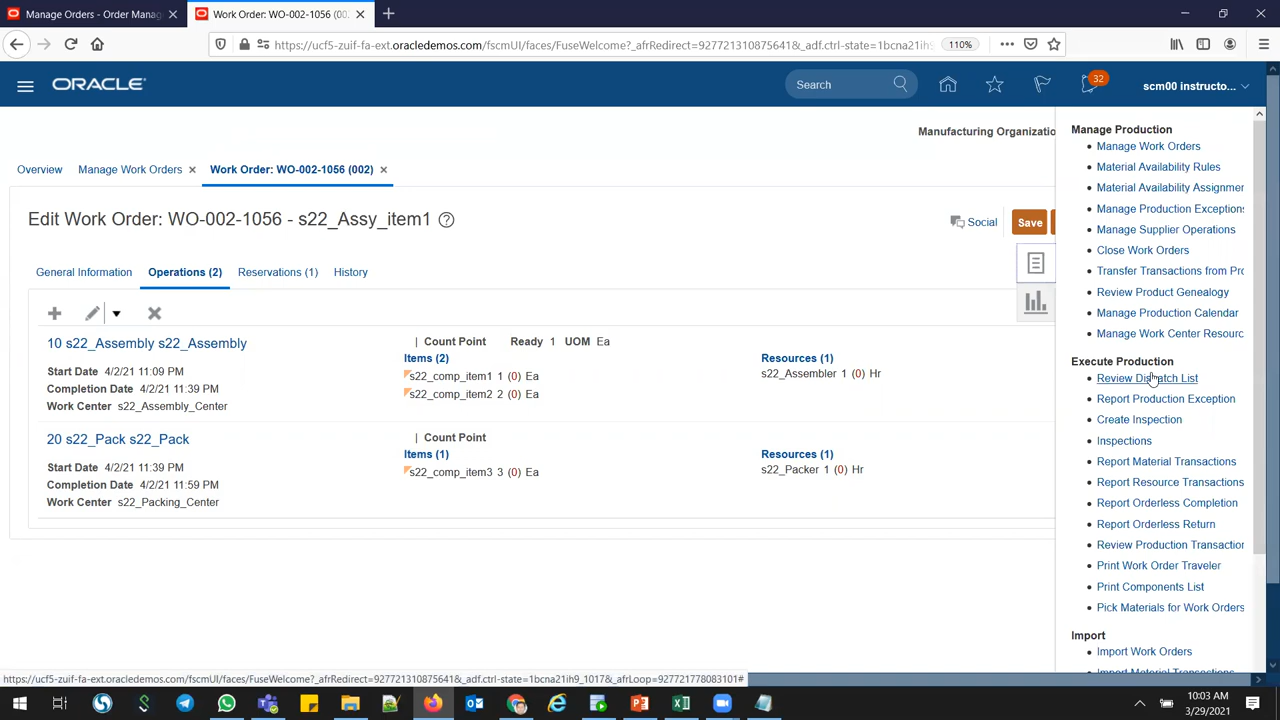 Manage Orders - Order Manag
Work Order: WO-002-1056 (00
https://ucf5-zuif-fa-ext.oracledemos.com/fscmUI/faces/FuseWelcome?_afrRedirect=927721310875641&_adf.ctrl-state=1bcna21ih9
110%
ORACLE
Search
32
scm00 instructo...
Manufacturing Organizatio
Overview
Manage Work Orders
Work Order: WO-002-1056 (002)
Edit Work Order: WO-002-1056 - s22_Assy_item1
Social
Save
General Information
Operations (2)
Reservations (1)
History
10 s22_Assembly s22_Assembly
Start Date 4/2/21 11:09 PM
Completion Date 4/2/21 11:39 PM
Work Center s22_Assembly_Center
Count Point Ready 1 UOM Ea
Items (2)
s22_comp_item1 1 (0) Ea
s22_comp_item2 2 (0) Ea
Resources (1)
s22_Assembler 1 (0) Hr
20 s22_Pack s22_Pack
Start Date 4/2/21 11:39 PM
Completion Date 4/2/21 11:59 PM
Work Center s22_Packing_Center
Count Point
Items (1)
s22_comp_item3 3 (0) Ea
Resources (1)
s22_Packer 1 (0) Hr
Manage Production
Manage Work Orders
Material Availability Rules
Material Availability Assignmer
Manage Production Exceptions
Manage Supplier Operations
Close Work Orders
Transfer Transactions from Prc
Review Product Genealogy
Manage Production Calendar
Manage Work Center Resourc
Execute Production
Review Dispatch List
Report Production Exception
Create Inspection
Inspections
Report Material Transactions
Report Resource Transactions
Report Orderless Completion
Report Orderless Return
Review Production Transaction
Print Work Order Traveler
Print Components List
Pick Materials for Work Orders
Import
Import Work Orders
Import Material Transactions
https://ucf5-zuif-fa-ext.oracledemos.com/fscmUI/faces/FuseWelcome?_afrRedirect=927721310875641&_adf.ctrl-state=1bcna21ih9_1017&_afrLoop=927721778083101#
10:03 AM
3/29/2021